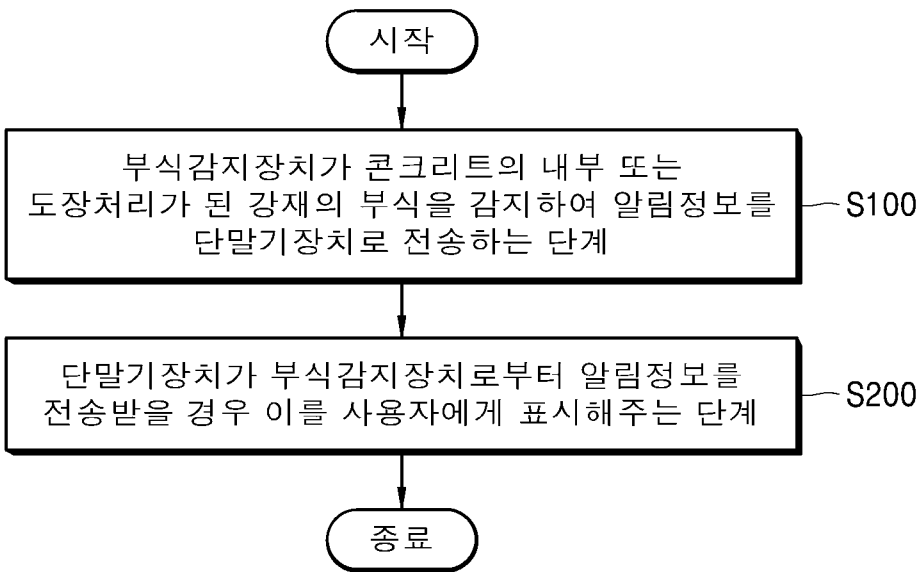 시작
부식감지장치가 콘크리트의 내부 또는
도장처리가 된 강재의 부식을 감지하여 알림정보를
단말기장치로 전송하는 단계
S100
단말기장치가 부식감지장치로부터 알림정보를
전송받을 경우 이를 사용자에게 표시해주는 단계
S200
종료